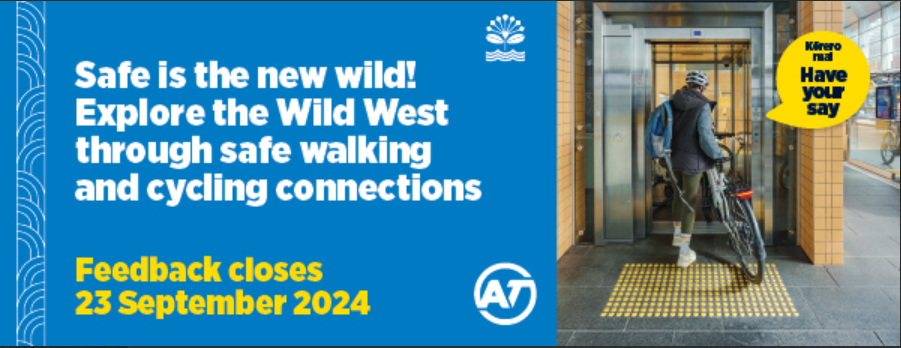 Safe is the new wild!
Explore the Wild West
through safe walking
and cycling connections
Feedback closes
23 September 2024
AT
Kōrero
mai
Have
your
say